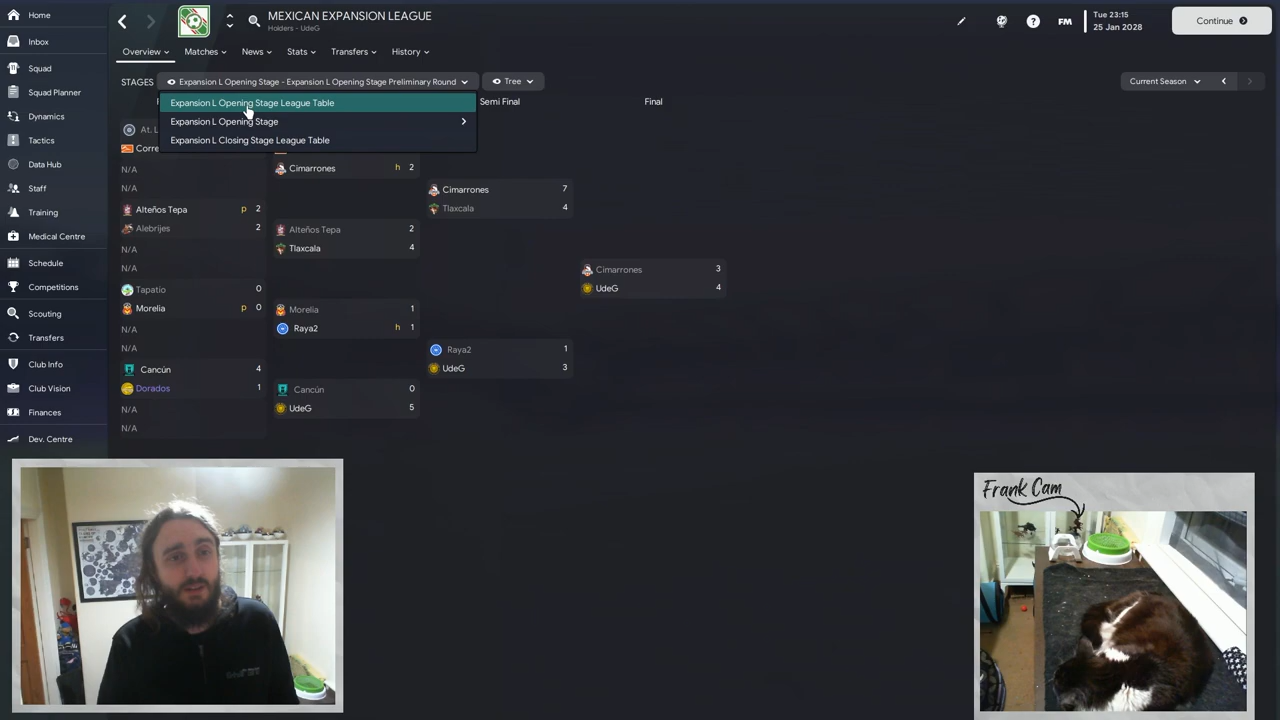 Home
MEXICAN EXPANSION LEAGUE
Holders - UdeG
FM
Tue 23:15
25 Jan 2028
Continue
Inbox
Overview
Matches
News
Stats
Transfers
History
Squad
STAGES
Expansion L Opening Stage - Expansion L Opening Stage Preliminary Round
Tree
Current Season
Squad Planner
Expansion L Opening Stage League Table
Semi Final
Final
Dynamics
Expansion L Opening Stage
At. L
Tactics
Expansion L Closing Stage League Table
Corre
Data Hub
N/A
Cimarrones h 2
Staff
N/A
Cimarrones 7
Training
Alteños Tepa p 2
Tlaxcala 4
Alebrijes 2
Alteños Tepa 2
Medical Centre
N/A
Tlaxcala 4
Schedule
N/A
Cimarrones 3
Competitions
Tapatio 0
UdeG 4
Scouting
Morelia p 0
Morelia 1
N/A
Raya2 h 1
Transfers
N/A
Raya2 1
Club Info
Cancún 4
UdeG 3
Club Vision
Dorados 1
Cancún 0
Finances
N/A
UdeG 5
N/A
Dev. Centre
Frank Cam